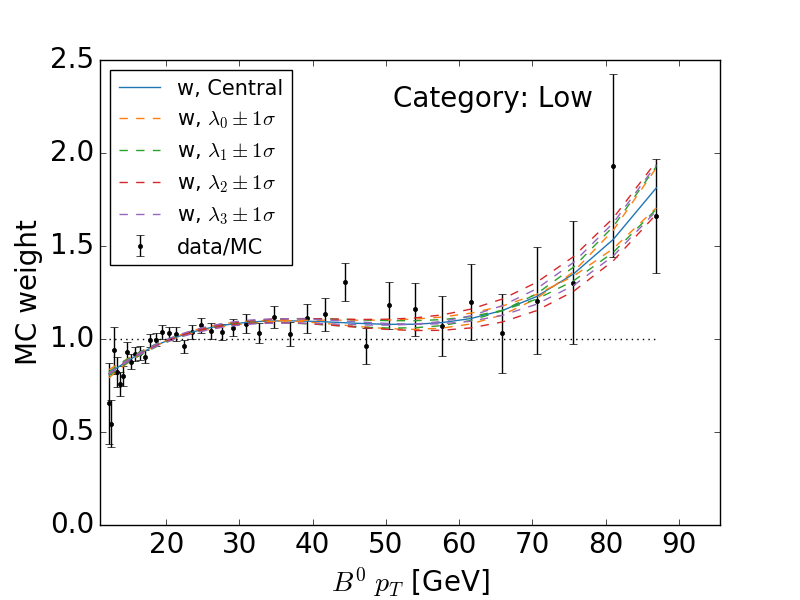 2.5
2.0
1.5
1.0
0.5
0.0
MC weight
w, Central
w, λ₀ ± 1σ
w, λ₁ ± 1σ
w, λ₂ ± 1σ
w, λ₃ ± 1σ
data/MC
Category: Low
20 30 40 50 60 70 80 90
B⁰ p_T [GeV]